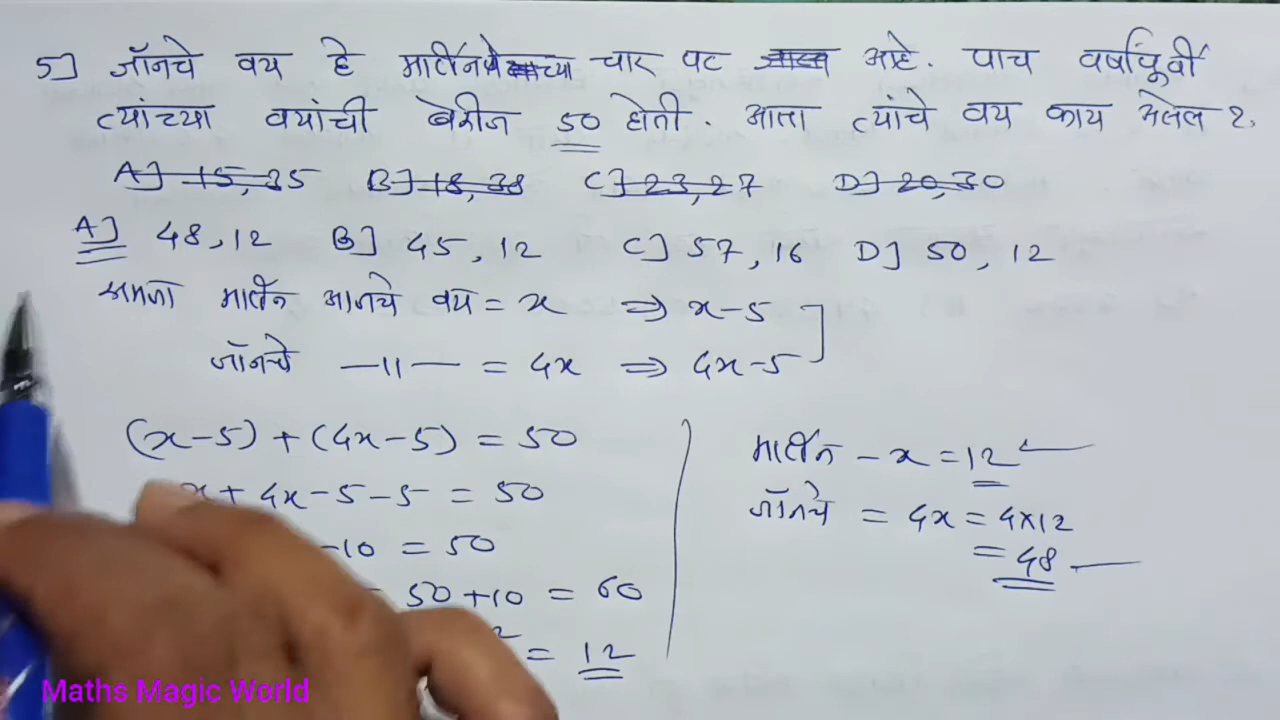 5] जॉनचे वय हे मार्टीनच्या चार पट आहे. पाच वर्षांपूर्वी
त्यांच्या वयांची बेरीज 50 होती. आता त्यांचे वय काय असेल?
A] 15, 35 B] 18, 38 C] 23, 27 D] 20, 30
A] 48, 12 B] 45, 12 C] 57, 16 D] 50, 12
समजा मार्टीन आजचे वय = x ⇒ x-5
जॉनचे —11— = 4x ⇒ 4x-5
(x-5) + (4x-5) = 50
x + 4x - 5 - 5 = 50
-10 = 50
= 50 + 10 = 60
= 12
मार्टीन - x = 12
जॉनचे = 4x = 4×12
= 48
Maths Magic World